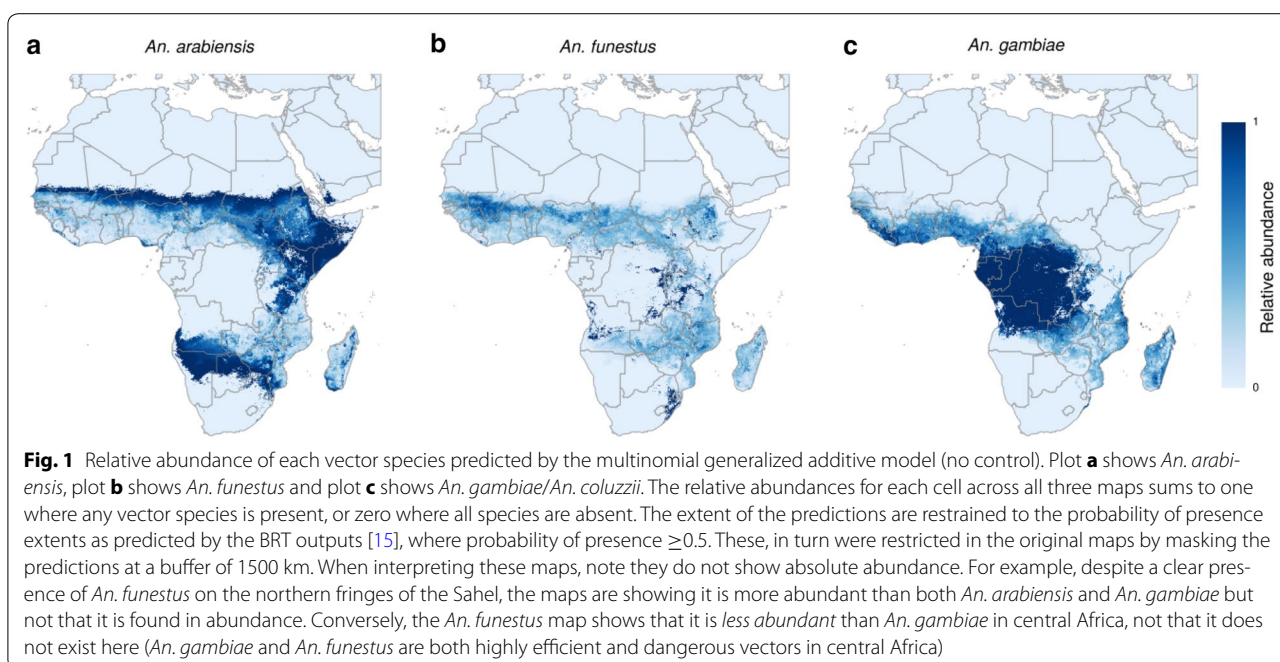 a An. arabiensis b An. funestus c An. gambiae
1
Relative abundance
0
Fig. 1 Relative abundance of each vector species predicted by the multinomial generalized additive model (no control). Plot a shows An. arabi-
ensis, plot b shows An. funestus and plot c shows An. gambiae/An. coluzzii. The relative abundances for each cell across all three maps sums to one
where any vector species is present, or zero where all species are absent. The extent of the predictions are restrained to the probability of presence
extents as predicted by the BRT outputs [15], where probability of presence ≥0.5. These, in turn were restricted in the original maps by masking the
predictions at a buffer of 1500 km. When interpreting these maps, note they do not show absolute abundance. For example, despite a clear pres-
ence of An. funestus on the northern fringes of the Sahel, the maps are showing it is more abundant than both An. arabiensis and An. gambiae but
not that it is found in abundance. Conversely, the An. funestus map shows that it is less abundant than An. gambiae in central Africa, not that it does
not exist here (An. gambiae and An. funestus are both highly efficient and dangerous vectors in central Africa)